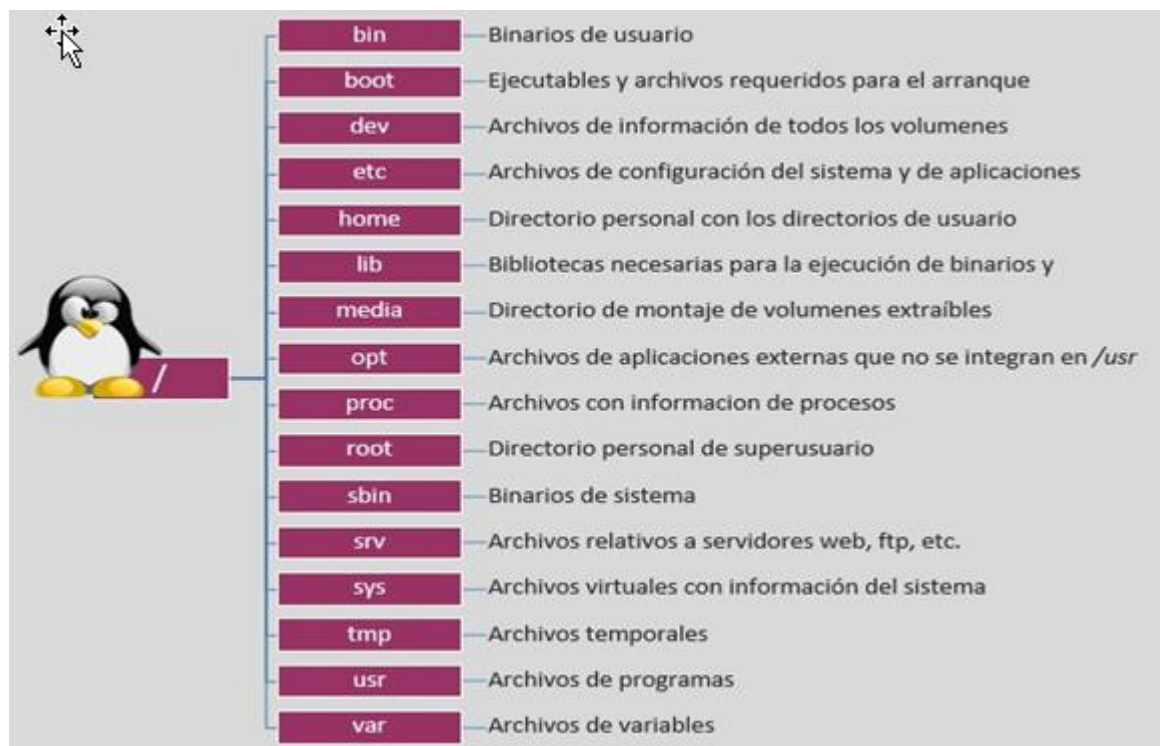 /
bin Binarios de usuario
boot Ejecutables y archivos requeridos para el arranque
dev Archivos de información de todos los volumenes
etc Archivos de configuración del sistema y de aplicaciones
home Directorio personal con los directorios de usuario
lib Bibliotecas necesarias para la ejecución de binarios y
media Directorio de montaje de volumenes extraíbles
opt Archivos de aplicaciones externas que no se integran en /usr
proc Archivos con informacion de procesos
root Directorio personal de superusuario
sbin Binarios de sistema
srv Archivos relativos a servidores web, ftp, etc.
sys Archivos virtuales con información del sistema
tmp Archivos temporales
usr Archivos de programas
var Archivos de variables